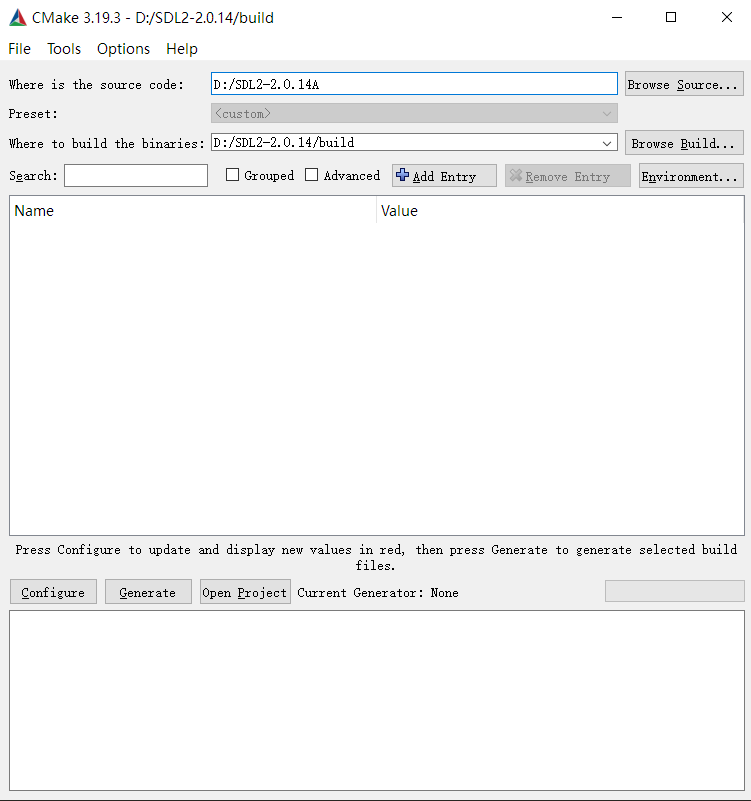 CMake 3.19.3 - D:/SDL2-2.0.14/build
File Tools Options Help
Where is the source code: D:/SDL2-2.0.14A Browse Source...
Preset: <custom>
Where to build the binaries: D:/SDL2-2.0.14/build Browse Build...
Search: Grouped Advanced Add Entry Remove Entry Environment...
Name Value
Press Configure to update and display new values in red, then press Generate to generate selected build
files.
Configure Generate Open Project Current Generator: None